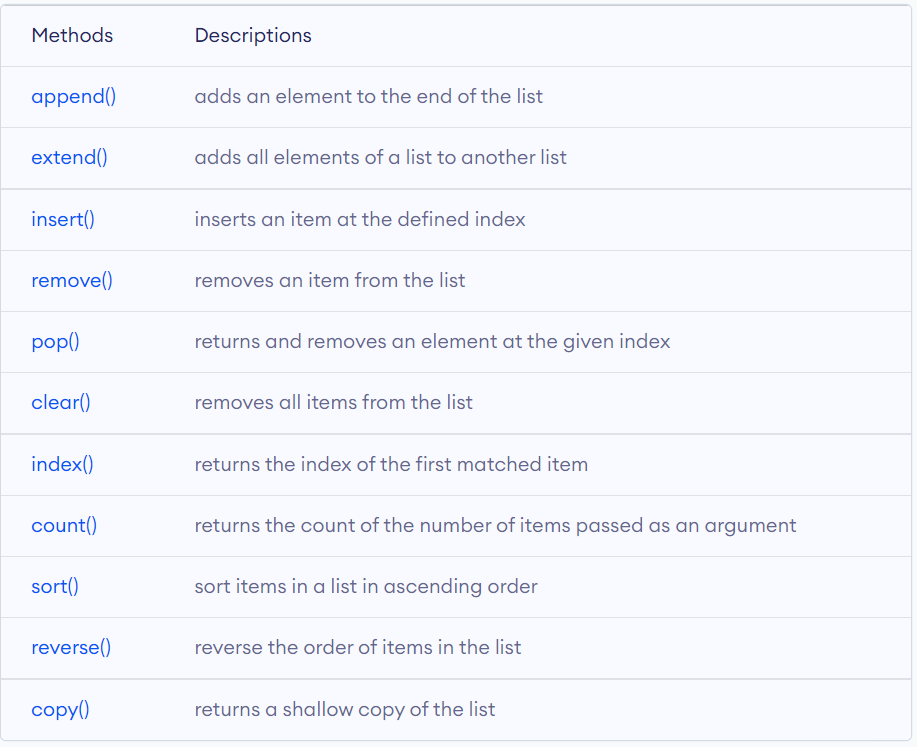 Methods Descriptions
append() adds an element to the end of the list
extend() adds all elements of a list to another list
insert() inserts an item at the defined index
remove() removes an item from the list
pop() returns and removes an element at the given index
clear() removes all items from the list
index() returns the index of the first matched item
count() returns the count of the number of items passed as an argument
sort() sort items in a list in ascending order
reverse() reverse the order of items in the list
copy() returns a shallow copy of the list